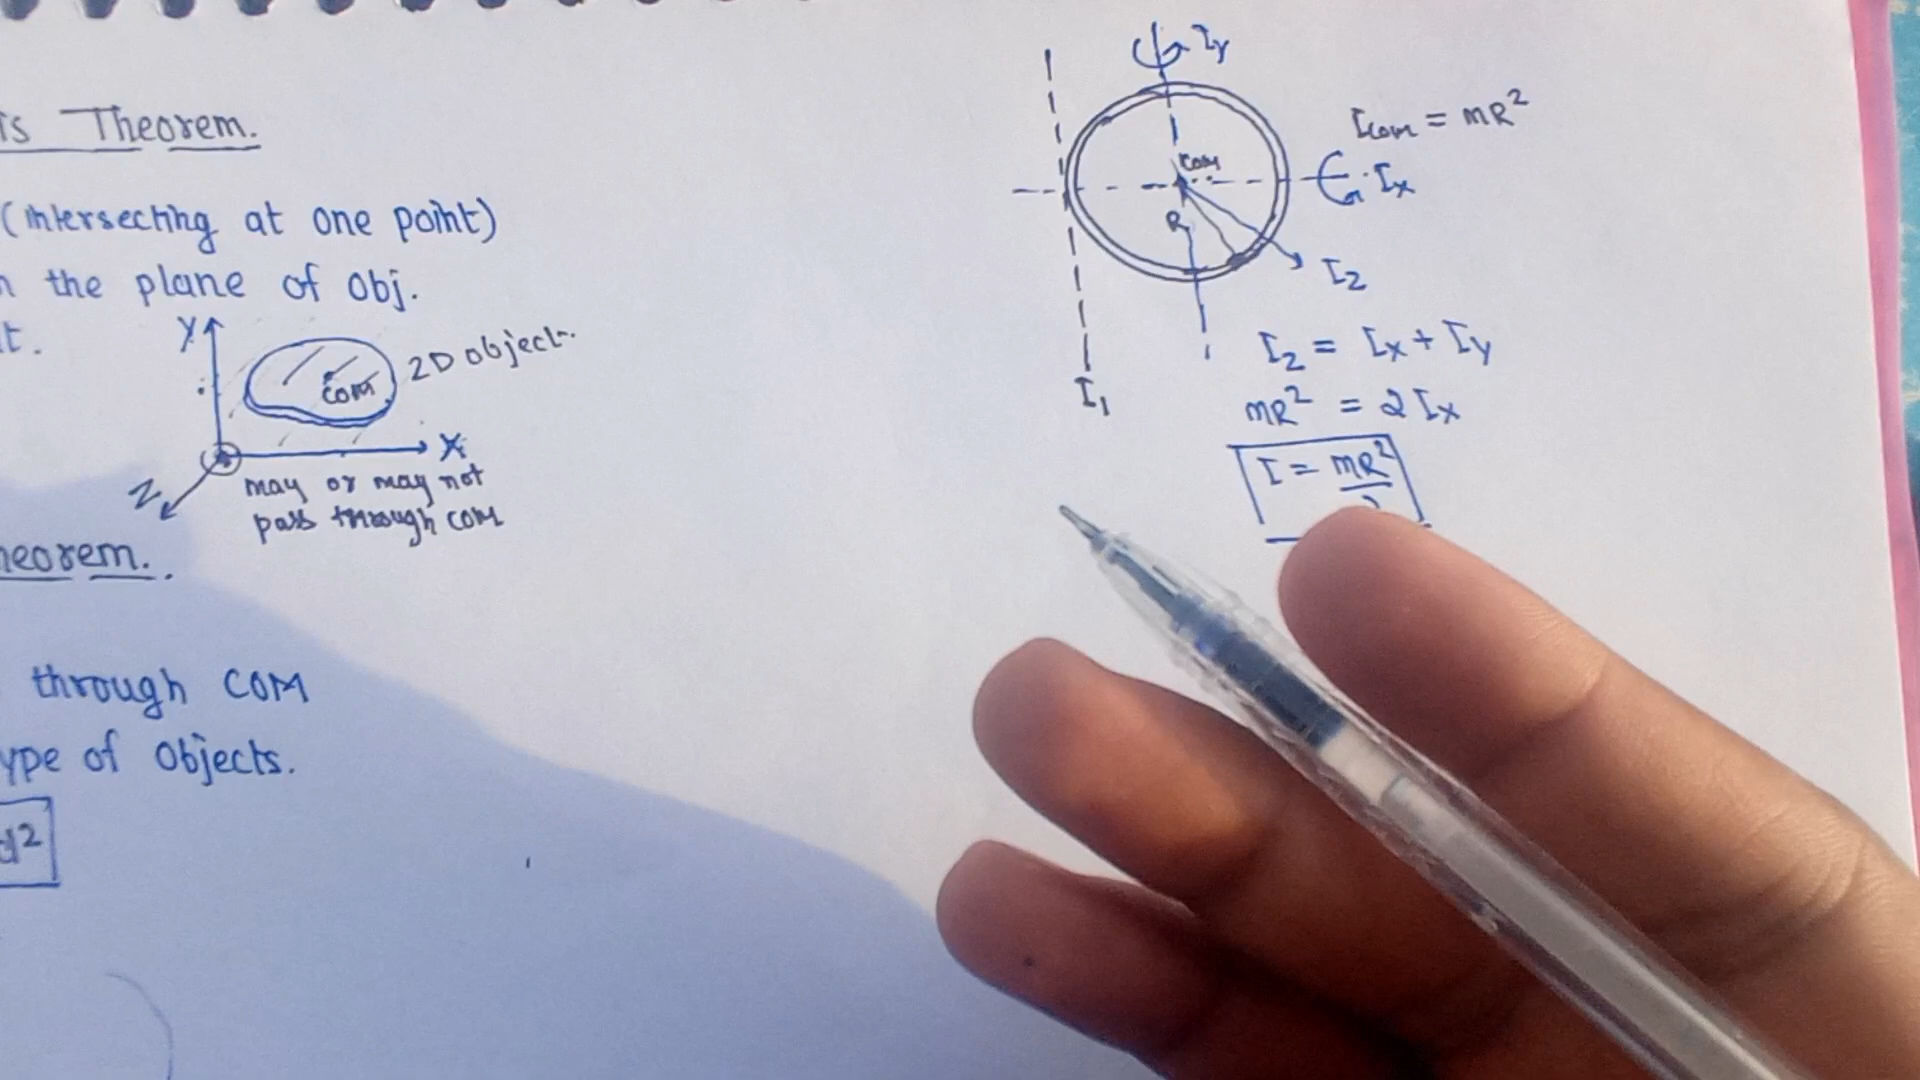 is Theorem.
(intersecting at one point)
the plane of obj.
t.
Y
COM
2D object
X
Z
may or may not
pass through COM
heorem.
through COM
ype of Objects.
d²
Iy
Icom = mR²
COM
Ix
R
Iz
I₁
Iz = Ix + Iy
mR² = 2Ix
I = mR²